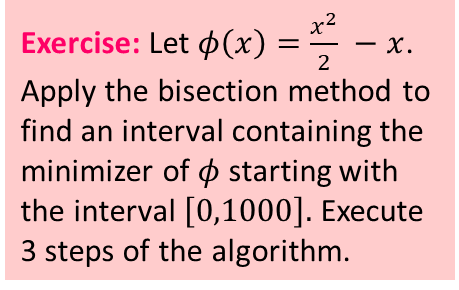 Exercise: Let ϕ(x) = x²/2 − x.
Apply the bisection method to
find an interval containing the
minimizer of ϕ starting with
the interval [0,1000]. Execute
3 steps of the algorithm.